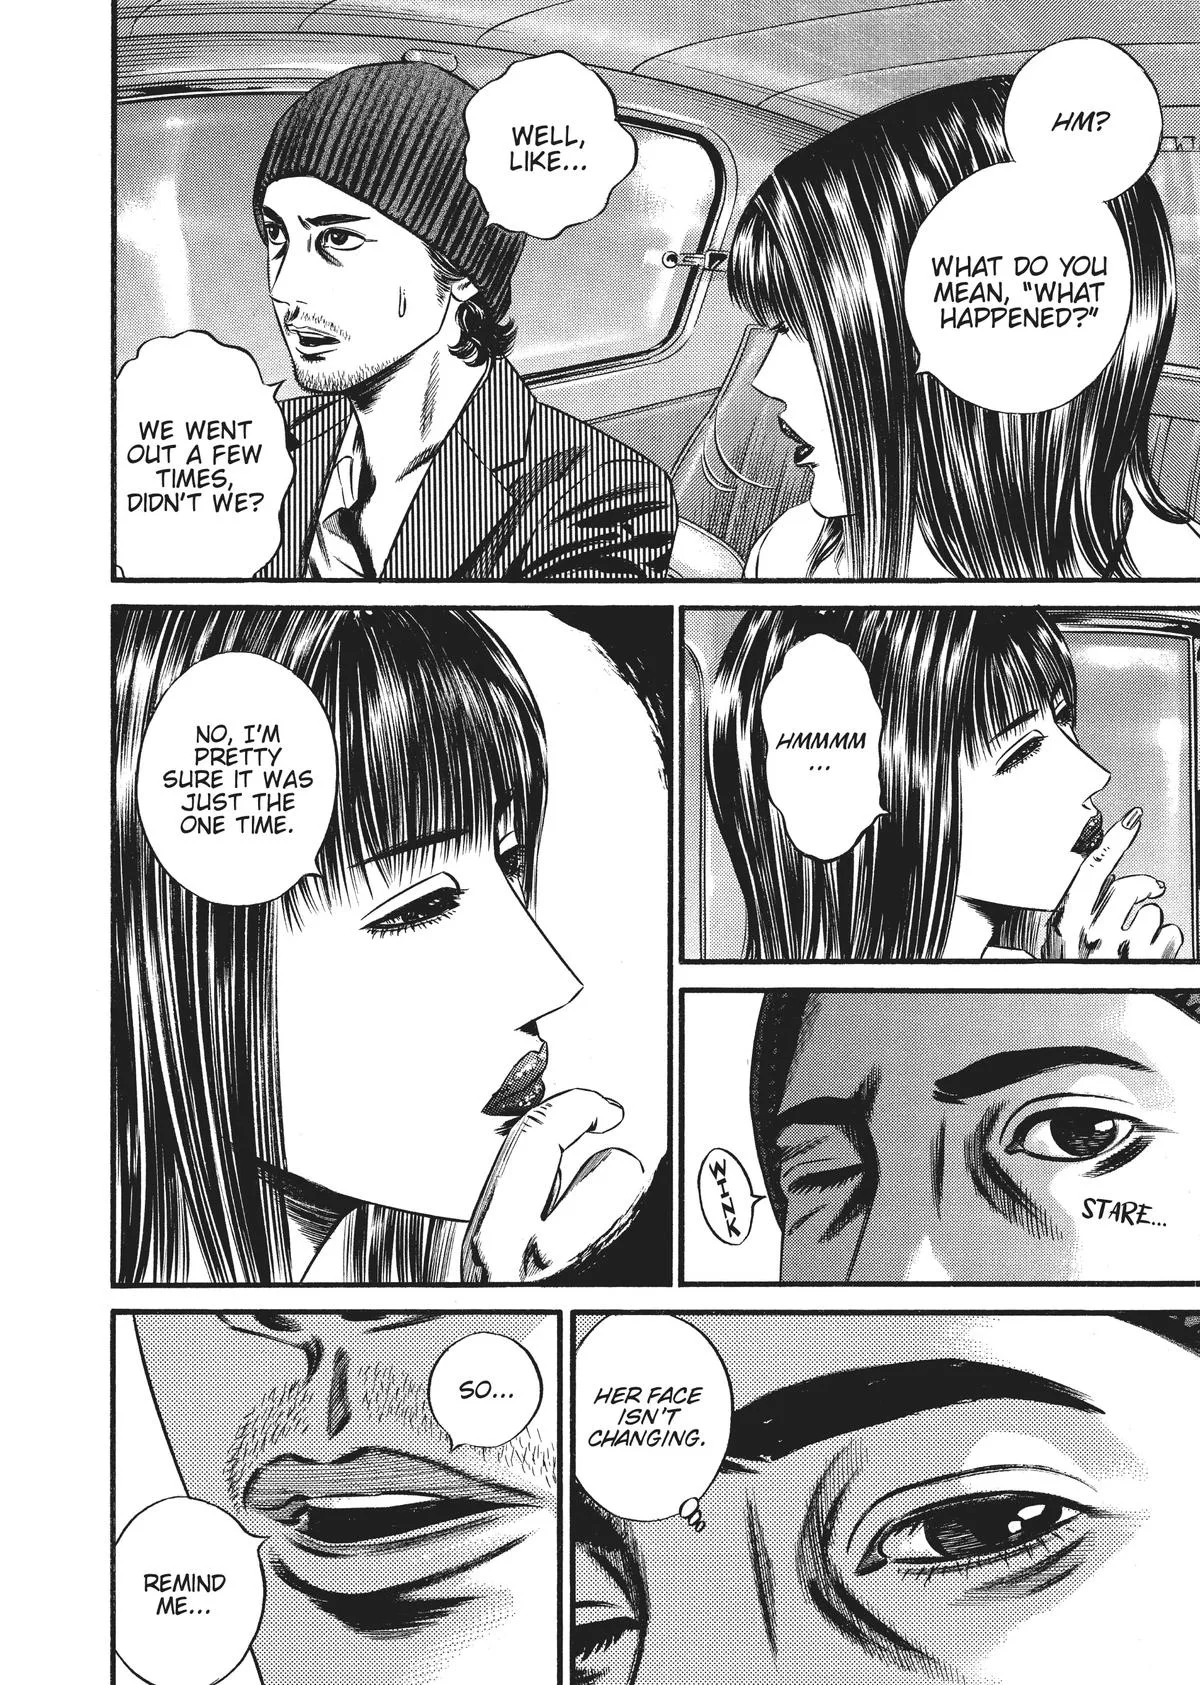 HM?
WHAT DO YOU
MEAN, "WHAT
HAPPENED?"
WELL,
LIKE...
WE WENT
OUT A FEW
TIMES,
DIDN'T WE?
HMMMM
...
NO, I'M
PRETTY
SURE IT WAS
JUST THE
ONE TIME.
WINK
STARE...
HER FACE
ISN'T
CHANGING.
SO...
REMIND
ME...